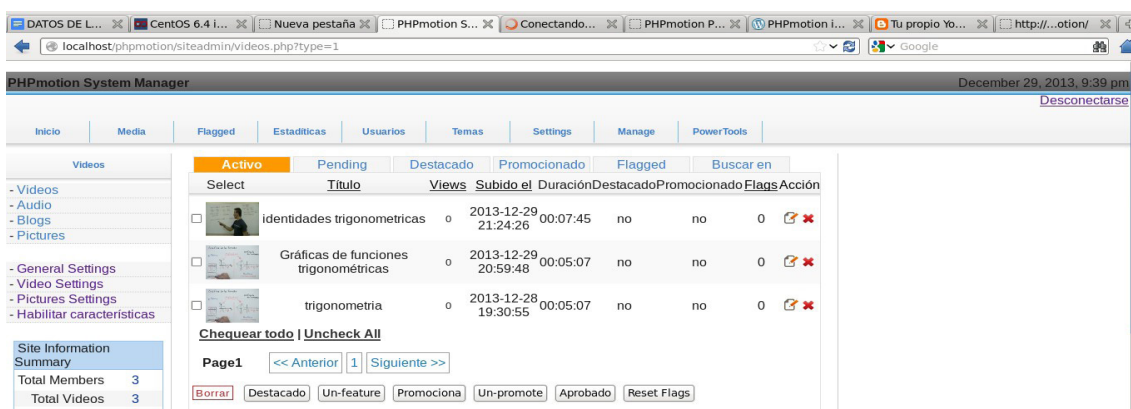 DATOS DE L... CentOS 6.4 i... Nueva pestaña PHPmotion S... Conectando... PHPmotion P... PHPmotion i... Tu propio Yo... http://...otion/
localhost/phpmotion/siteadmin/videos.php?type=1 Google
PHPmotion System Manager December 29, 2013, 9:39 pm
Desconectarse
Inicio Media Flagged Estadíticas Usuarios Temas Settings Manage PowerTools
Videos Activo Pending Destacado Promocionado Flagged Buscar en
Select Título Views Subido el Duración Destacado Promocionado Flags Acción
- Videos
- Audio
- Blogs
- Pictures
- General Settings
- Video Settings
- Pictures Settings
- Habilitar características
identidades trigonometricas 0 2013-12-29 21:24:26 00:07:45 no no 0
Gráficas de funciones trigonométricas 0 2013-12-29 20:59:48 00:05:07 no no 0
trigonometria 0 2013-12-28 19:30:55 00:05:07 no no 0
Chequear todo | Uncheck All
Page1 << Anterior 1 Siguiente >>
Borrar Destacado Un-feature Promociona Un-promote Aprobado Reset Flags
Site Information
Summary
Total Members 3
Total Videos 3